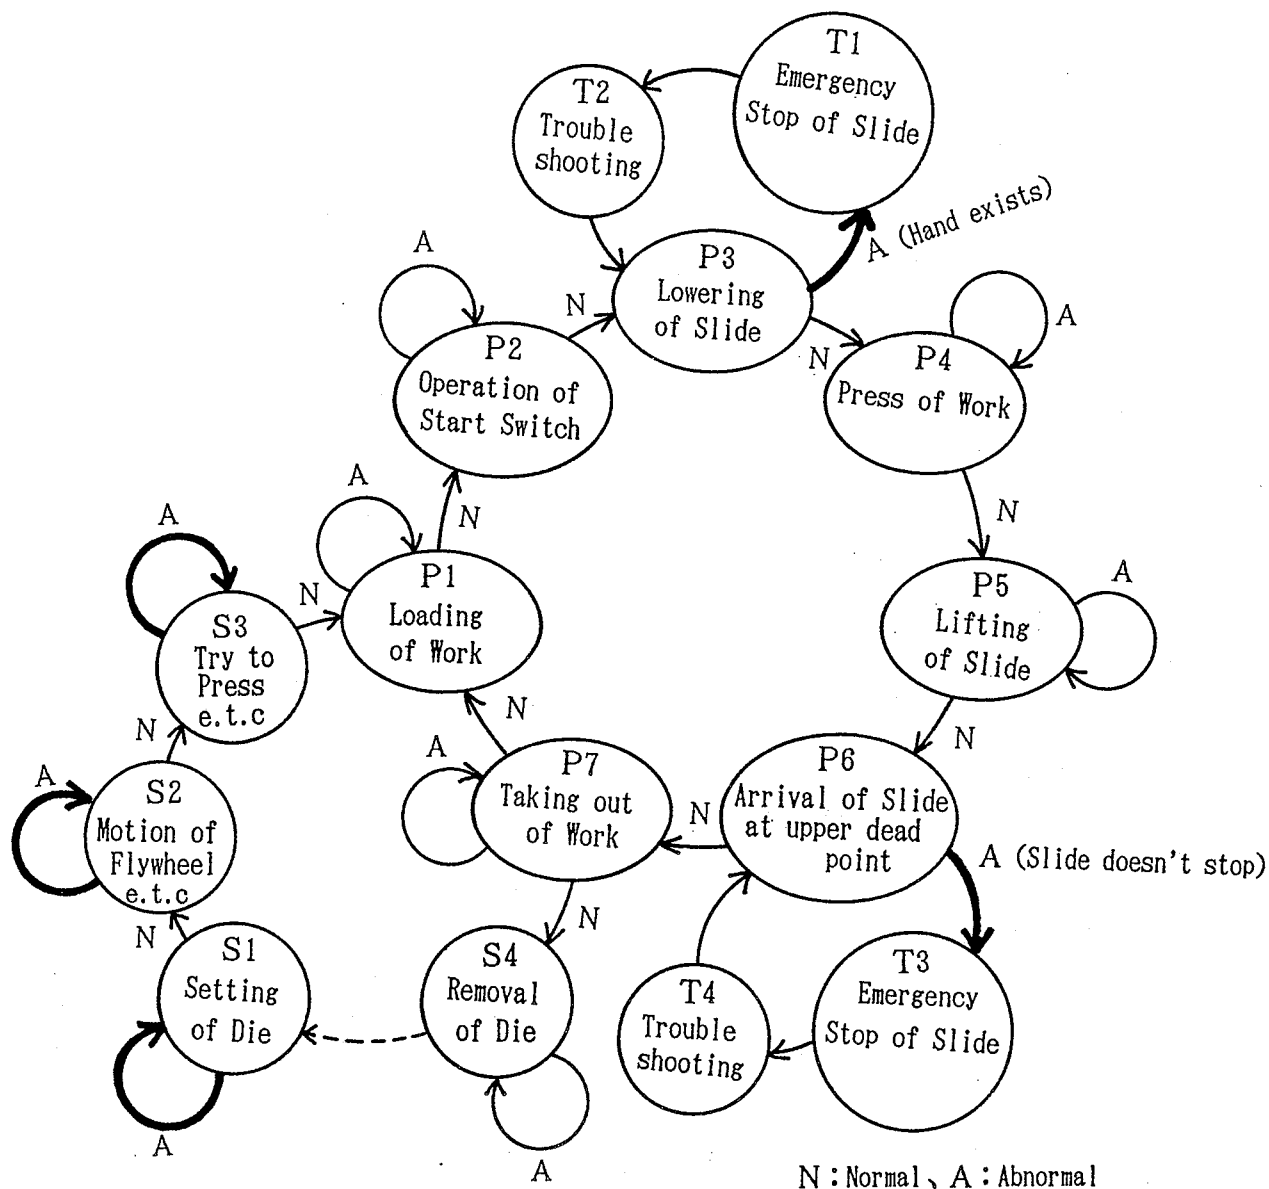 T1
Emergency
Stop of Slide
T2
Trouble
shooting
A (Hand exists)
P3
Lowering
of Slide
A
N
N
A
P2
Operation of
Start Switch
P4
Press of Work
A
N
N
A
P1
Loading
of Work
N
S3
Try to
Press
e.t.c
P5
Lifting
of Slide
A
N
N
N
A
S2
Motion of
Flywheel
e.t.c
A
P7
Taking out
of Work
N
P6
Arrival of Slide
at upper dead
point
A (Slide doesn't stop)
N
N
S1
Setting
of Die
S4
Removal
of Die
T4
Trouble
shooting
T3
Emergency
Stop of Slide
A
A
N:Normal、A:Abnormal